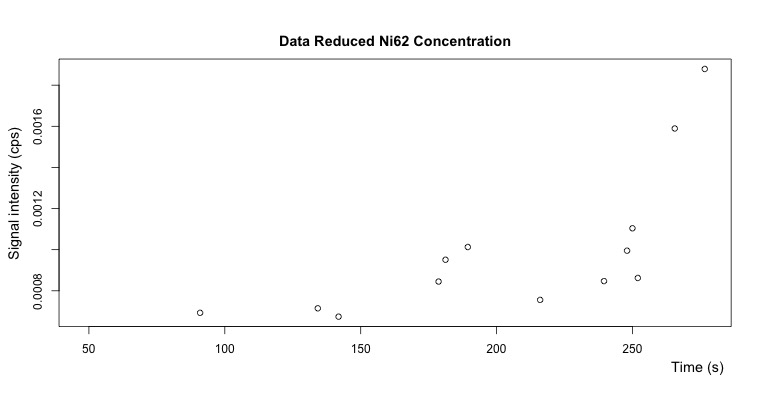 Data Reduced Ni62 Concentration
Signal intensity (cps)
0.0016
0.0012
0.0008
50 100 150 200 250
Time (s)